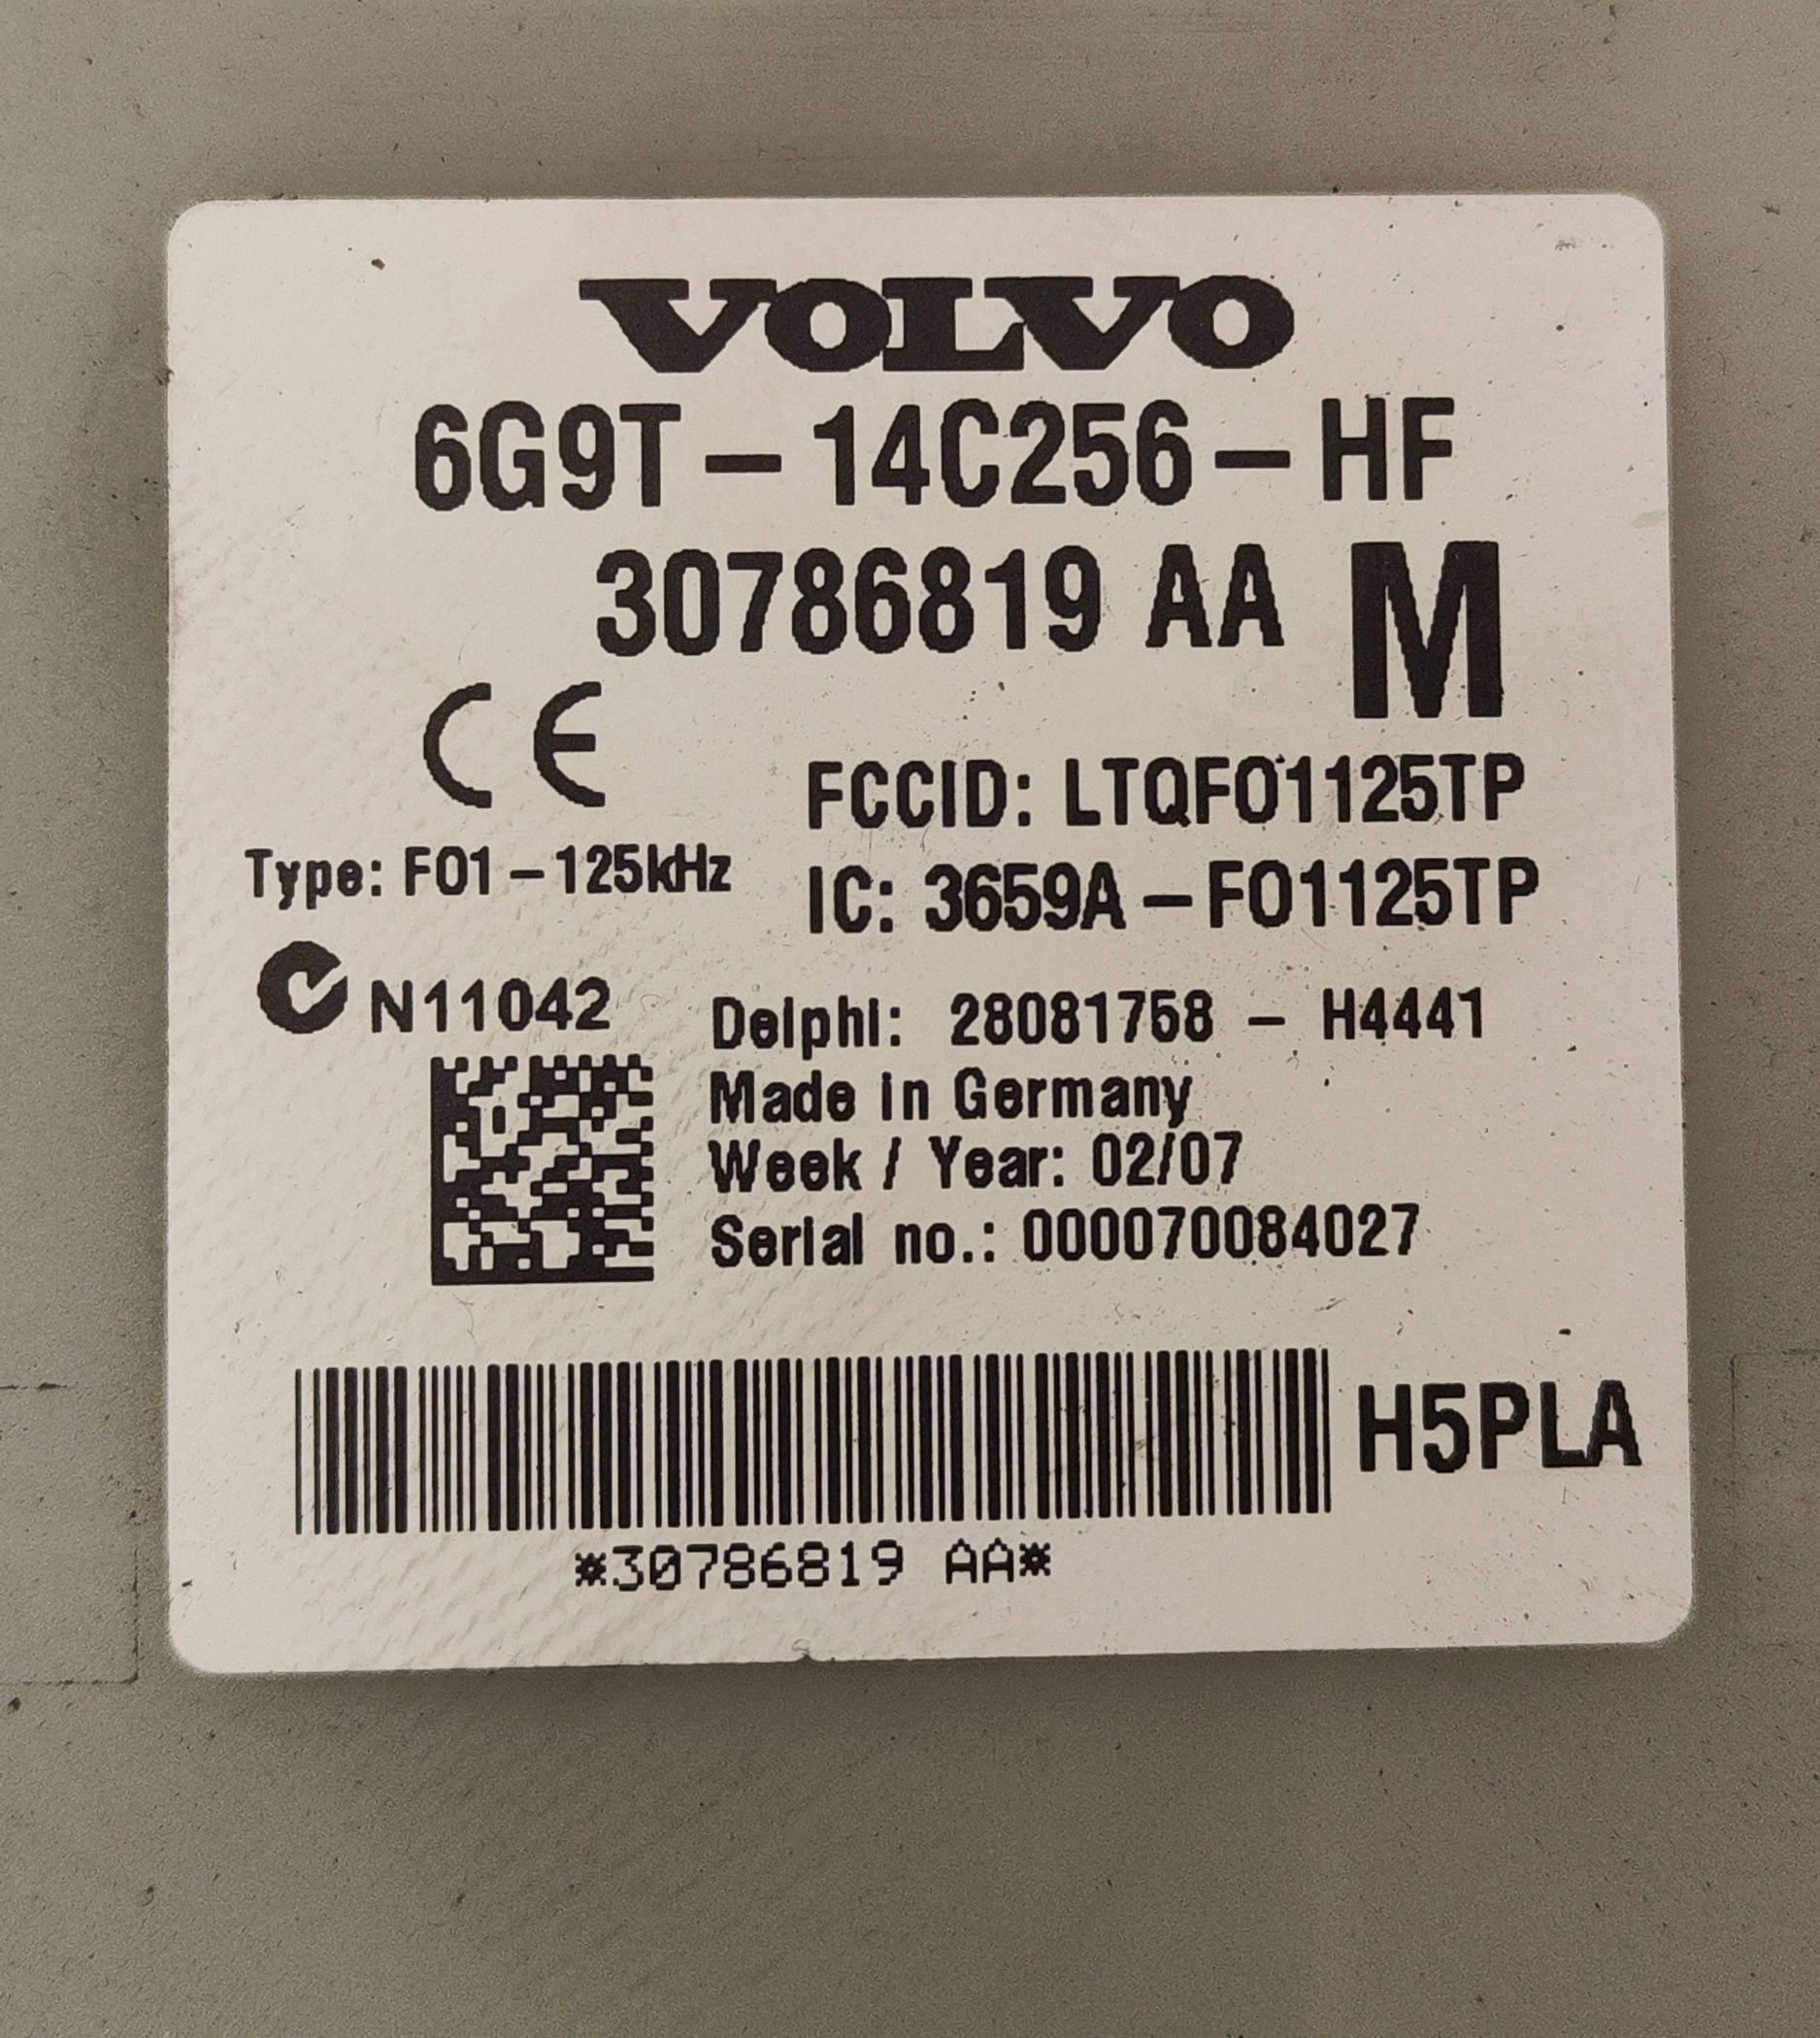 VOLVO
6G9T-14C256-HF
30786819 AA M
CE
FCCID: LTQFO1125TP
Type: FO1-125kHz
IC: 3659A-FO1125TP
N11042
Delphi: 28081758 - H4441
Made in Germany
Week / Year: 02/07
Serial no.: 000070084027
H5PLA
*30786819 AA*